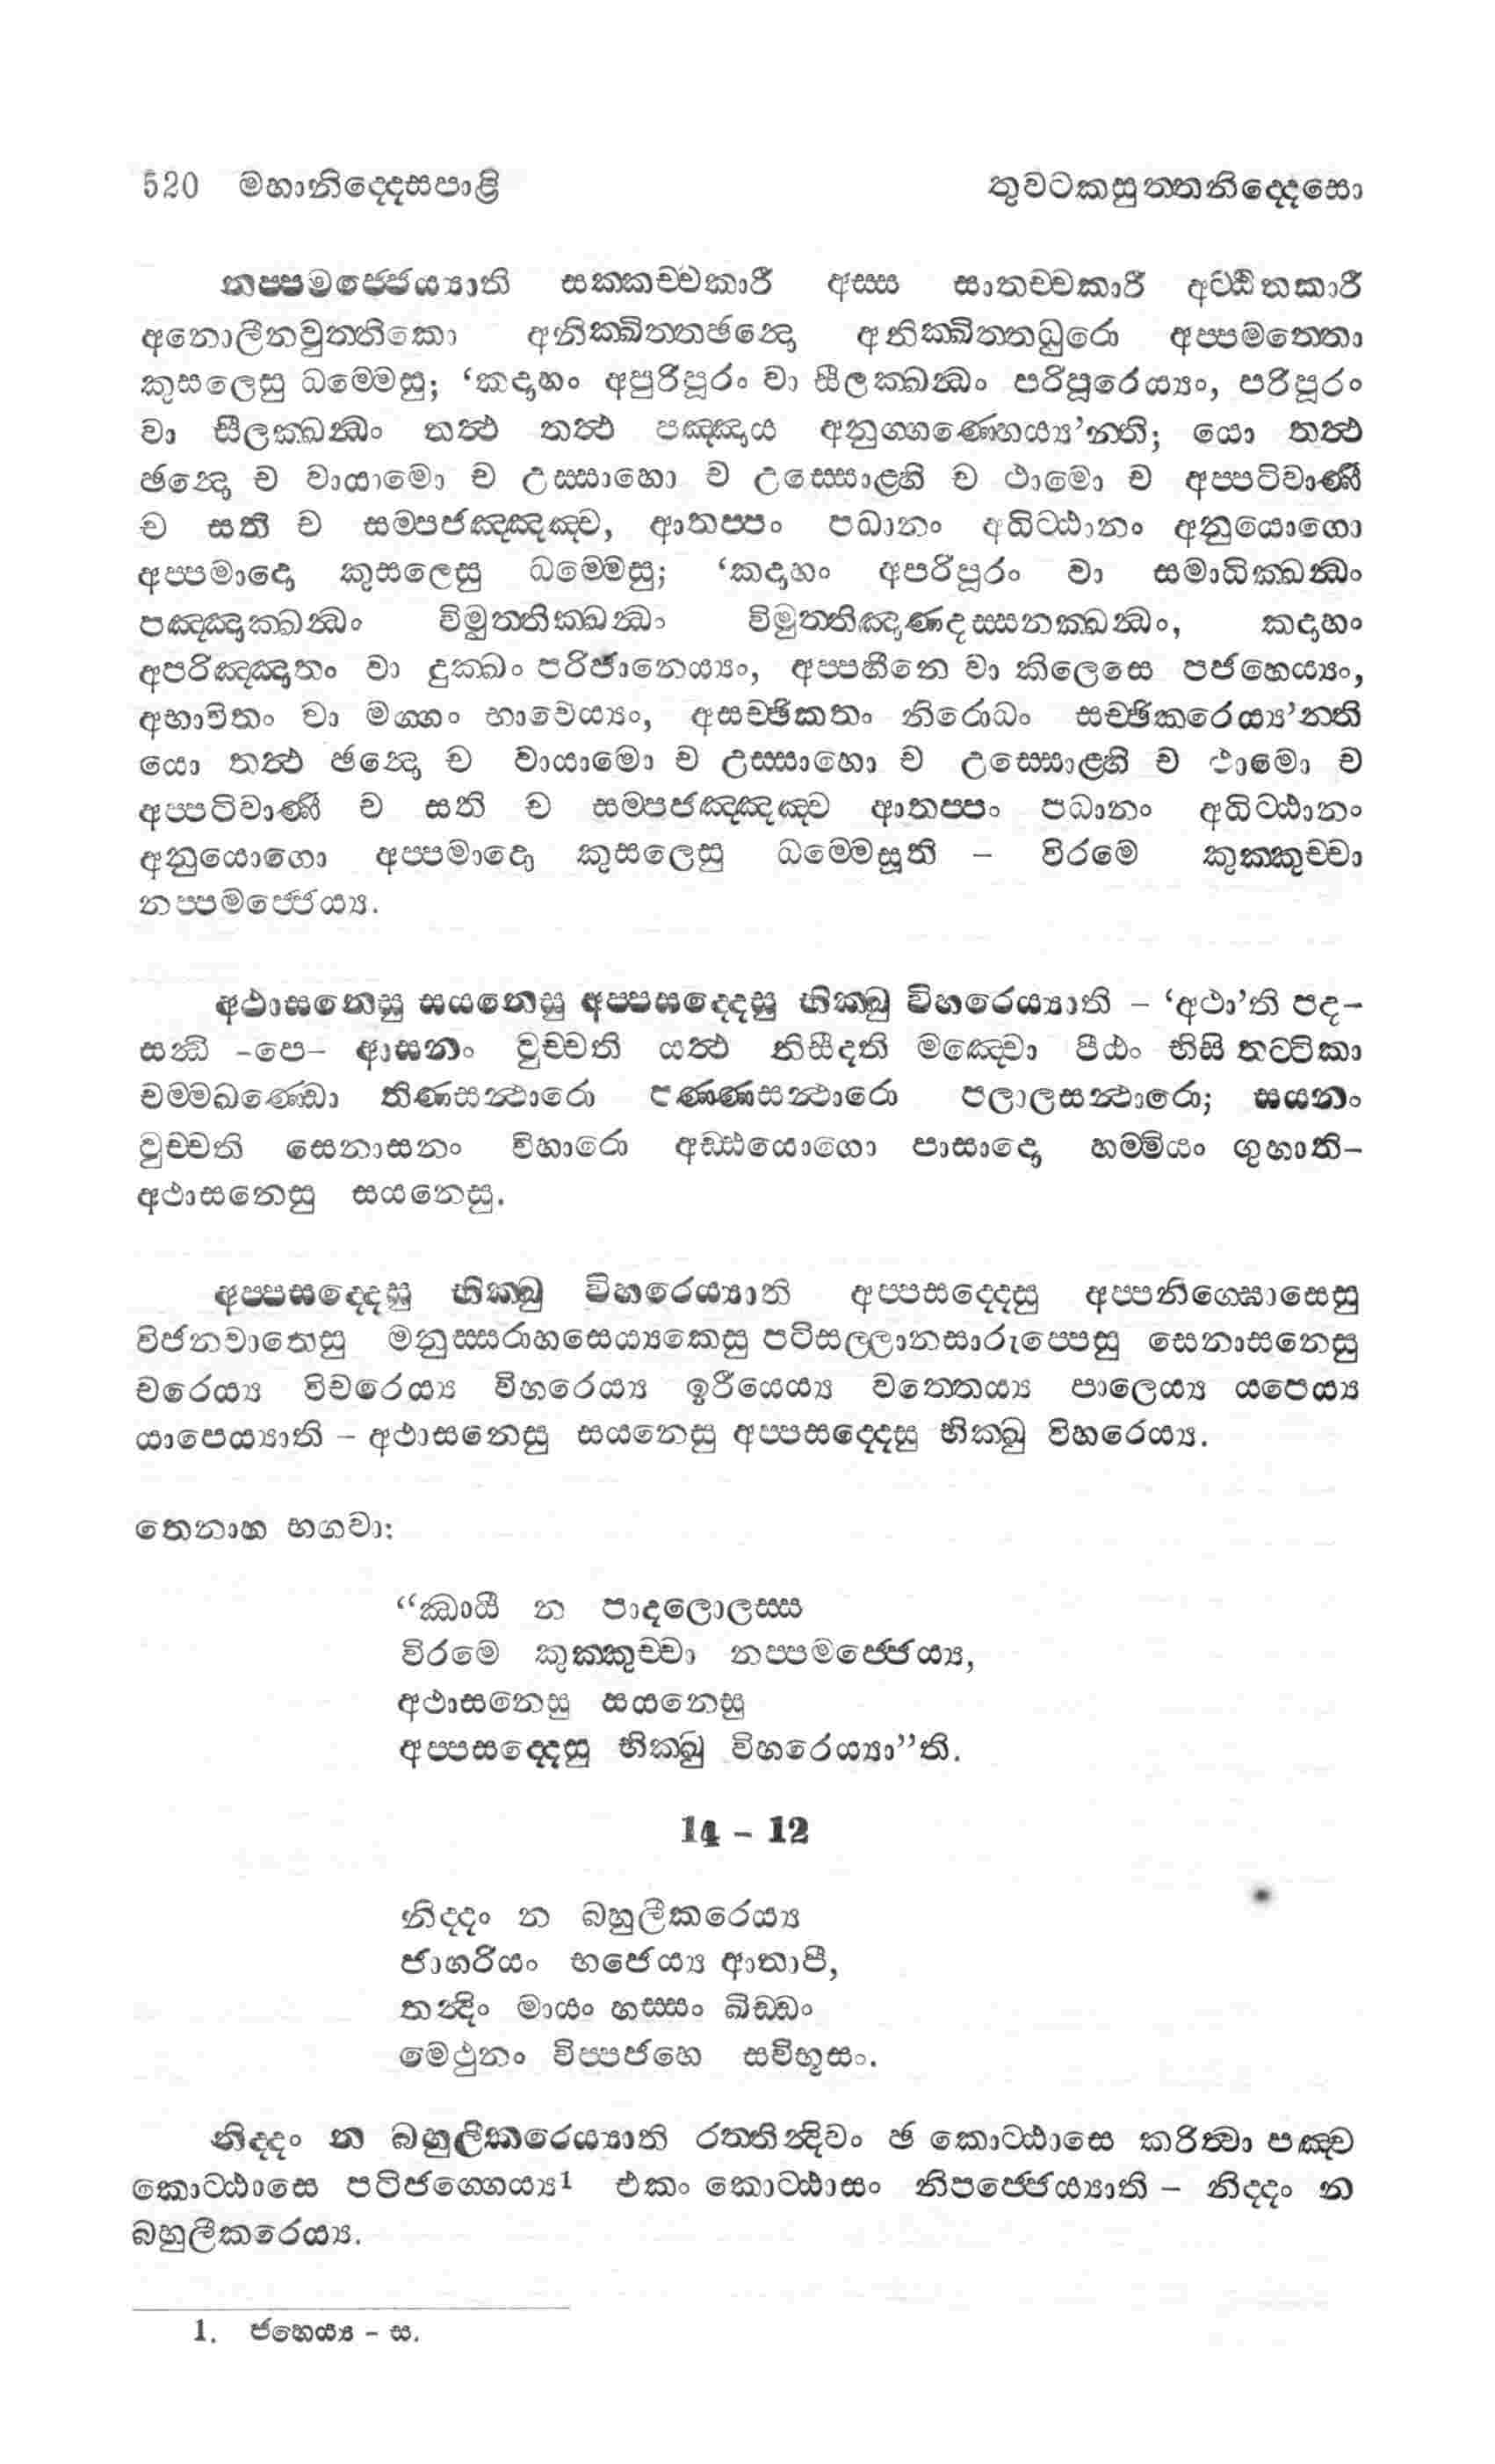 520 මහානිද්දෙසපාළි තුවටකසුත්තනිද්දෙසො
නප්පමජ්ජෙය්‍යාති සක්කච්චකාරී අස්ස සාතච්චකාරී අට්ඨිතකාරී
අනොලීනවුත්තිකො අනික්ඛිත්තඡන්දො අනික්ඛිත්තධුරො අප්පමත්තො
කුසලෙසු ධම්මෙසු; ‘කදාහං අපුරිපූරං වා සීලක්ඛන්ධං පරිපූරෙය්‍යං, පරිපූරං
වා සීලක්ඛන්ධං තත්ථ තත්ථ පඤ්ඤාය අනුග්ගණ්හෙය්‍ය’න්ති; යො තත්ථ
ඡන්දො ච වායාමො ච උස්සාහො ච උස්සොළ්හි ච ථාමො ච අප්පටිවාණී
ච සති ච සම්පජඤ්ඤඤ්ච, ආතප්පං පධානං අධිට්ඨානං අනුයොගො
අප්පමාදො කුසලෙසු ධම්මෙසු; ‘කදාහං අපරිපූරං වා සමාධික්ඛන්ධං
පඤ්ඤාක්ඛන්ධං විමුත්තික්ඛන්ධං විමුත්තිඤාණදස්සනක්ඛන්ධං, කදාහං
අපරිඤ්ඤාතං වා දුක්ඛං පරිජානෙය්‍යං, අප්පහීනෙ වා කිලෙසෙ පජහෙය්‍යං,
අභාවිතං වා මග්ගං භාවෙය්‍යං, අසච්ඡිකතං නිරොධං සච්ඡිකරෙය්‍ය’න්ති
යො තත්ථ ඡන්දො ච වායාමො ච උස්සාහො ච උස්සොළ්හි ච ථාමො ච
අප්පටිවාණී ච සති ච සම්පජඤ්ඤඤ්ච ආතප්පං පධානං අධිට්ඨානං
අනුයොගො අප්පමාදො කුසලෙසු ධම්මෙසූති – විරමෙ කුක්කුච්චා
නප්පමජ්ජෙය්‍ය.
අථාසනෙසු සයනෙසු අප්පසද්දෙසු භික්ඛු විහරෙය්‍යාති – ‘අථා’ති පද–
සන්ධි –පෙ– ආසනං වුච්චති යත්ථ නිසීදති මඤ්චො පීඨං භිසි තට්ටිකා
චම්මඛණ්ඩො තිණසන්ථාරො පණ්ණසන්ථාරො පලාලසන්ථාරො; සයනං
වුච්චති සෙනාසනං විහාරො අඩ්ඪයොගො පාසාදො හම්මියං ගුහාති–
අථාසනෙසු සයනෙසු.
අප්පසද්දෙසු භික්ඛු විහරෙය්‍යාති අප්පසද්දෙසු අප්පනිග්ඝොසෙසු
විජනවාතෙසු මනුස්සරාහසෙය්‍යකෙසු පටිසල්ලානසාරුප්පෙසු සෙනාසනෙසු
චරෙය්‍ය විචරෙය්‍ය විහරෙය්‍ය ඉරීයෙය්‍ය වත්තෙය්‍ය පාලෙය්‍ය යපෙය්‍ය
යාපෙය්‍යාති – අථාසනෙසු සයනෙසු අප්පසද්දෙසු භික්ඛු විහරෙය්‍ය.
තෙනාහ භගවා:
“ඣායී න පාදලොලස්ස
විරමෙ කුක්කුච්චා නප්පමජ්ජෙය්‍ය,
අථාසනෙසු සයනෙසු
අප්පසද්දෙසු භික්ඛු විහරෙය්‍යා”ති.
14 – 12
නිද්දං න බහුලීකරෙය්‍ය
ජාගරියං භජෙය්‍ය ආතාපී,
තන්දිං මායං හස්සං ඛිඩ්ඩං
මෙථුනං විප්පජහෙ සවිභූසං.
නිද්දං න බහුලීකරෙය්‍යාති රත්තින්දිවං ඡ කොට්ඨාසෙ කරිත්වා පඤ්ච
කොට්ඨාසෙ පටිජග්ගෙය්‍ය1 එකං කොට්ඨාසං නිපජ්ජෙය්‍යාති – නිද්දං න
බහුලීකරෙය්‍ය.
1. ජහෙය්‍ය – ස.